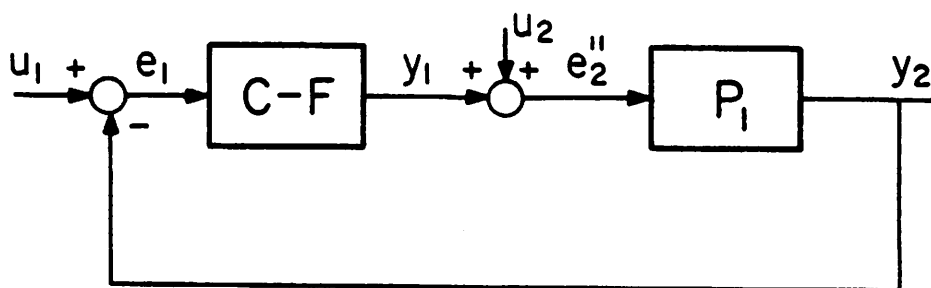 u₁ + e₁ C-F y₁ + u₂ + e₂" P₁ y₂
-